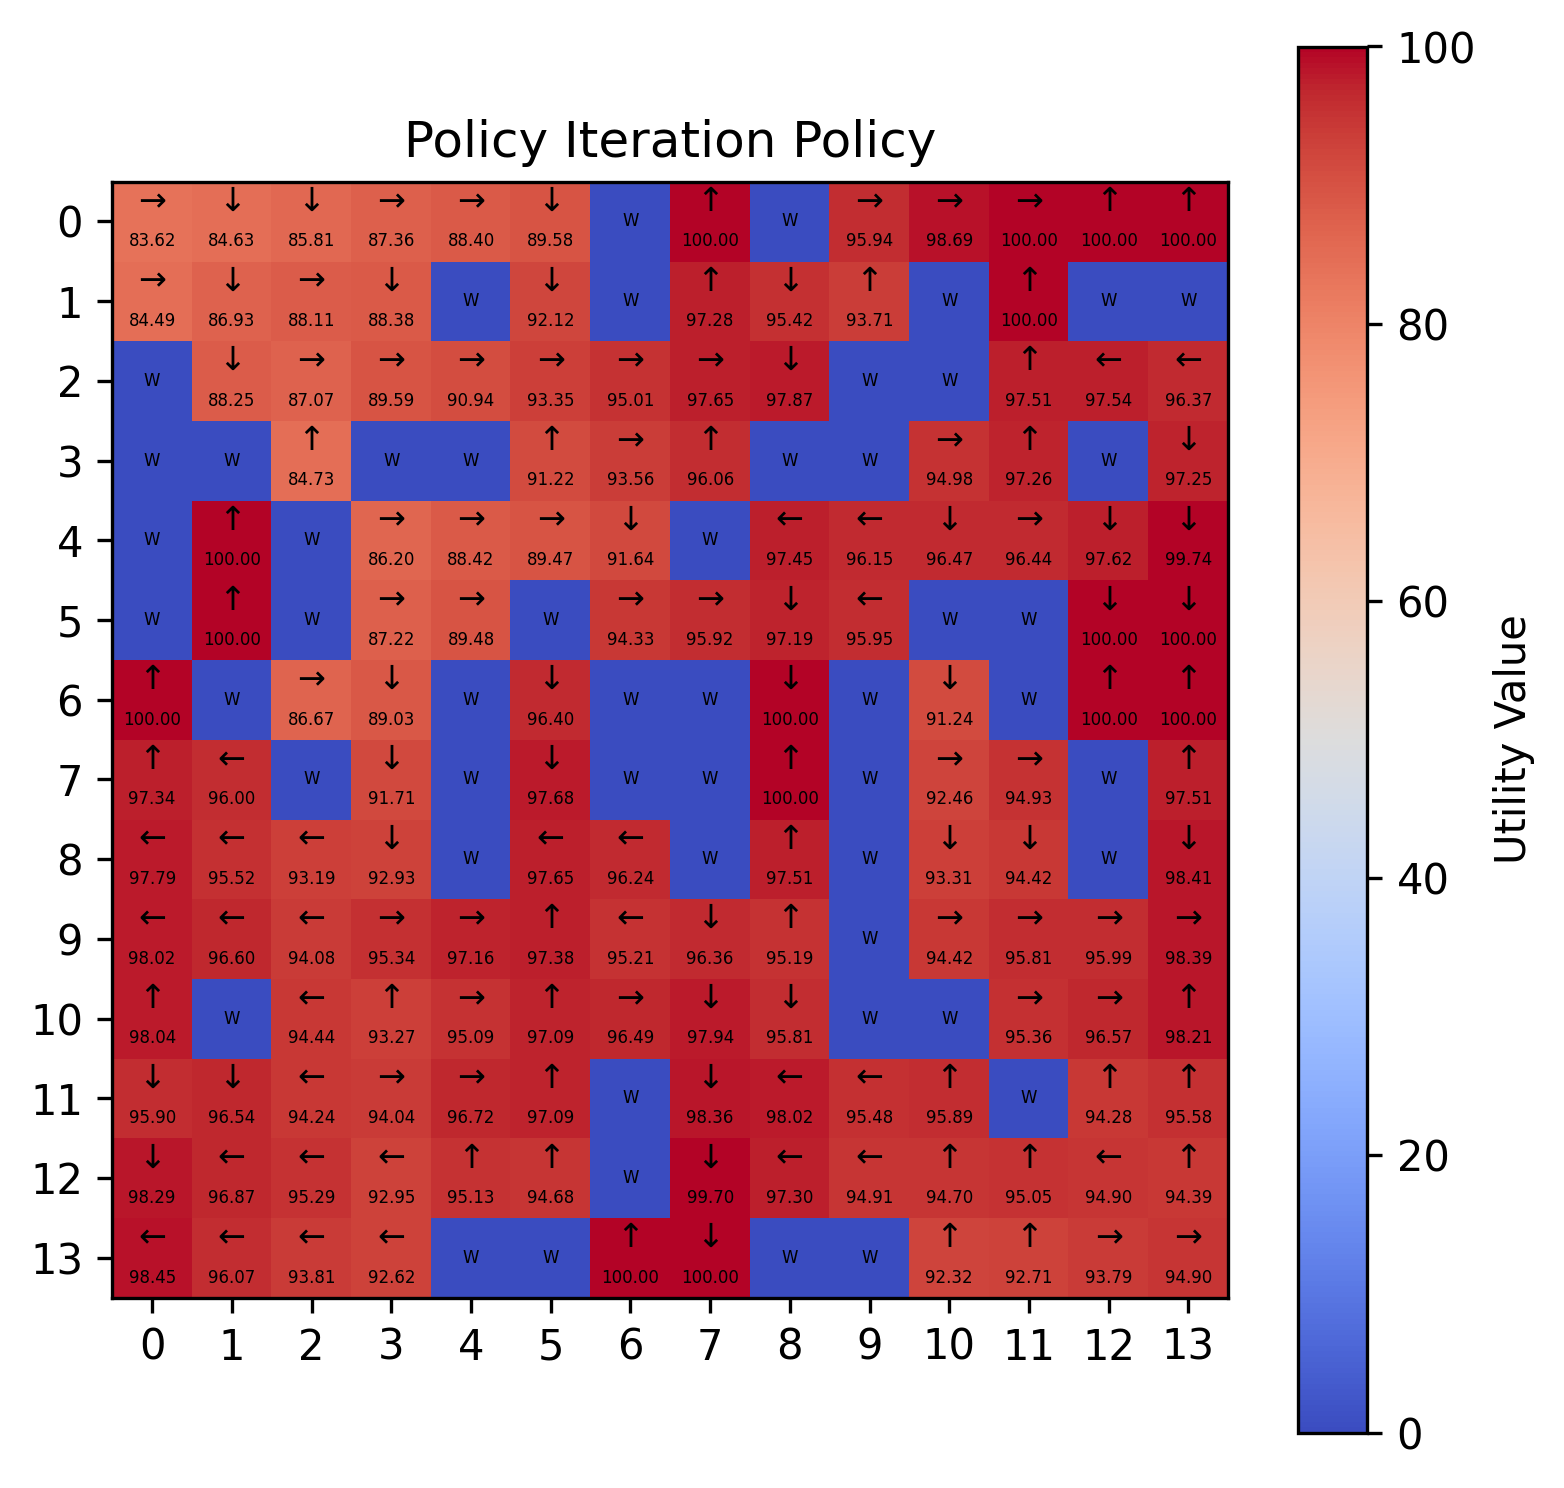 Policy Iteration Policy
100
0 → ↓ ↓ → → ↓ W ↑ W → → → ↑ ↑
83.62 84.63 85.81 87.36 88.40 89.58 100.00 95.94 98.69 100.00 100.00 100.00
1 → ↓ → ↓ W ↓ W ↑ ↓ ↑ W ↑ W W
84.49 86.93 88.11 88.38 92.12 97.28 95.42 93.71 100.00
80
2 W ↓ → → → → → → ↓ W W ↑ ← ←
88.25 87.07 89.59 90.94 93.35 95.01 97.65 97.87 97.51 97.54 96.37
3 W W ↑ W W ↑ → ↑ W W → ↑ W ↓
84.73 91.22 93.56 96.06 94.98 97.26 97.25
4 W ↑ W → → → ↓ W ← ← ↓ → ↓ ↓
100.00 86.20 88.42 89.47 91.64 97.45 96.15 96.47 96.44 97.62 99.74
60
5 W ↑ W → → W → → ↓ ← W W ↓ ↓
100.00 87.22 89.48 94.33 95.92 97.19 95.95 100.00 100.00
6 ↑ W → ↓ W ↓ W W ↓ W ↓ W ↑ ↑
100.00 86.67 89.03 96.40 100.00 91.24 100.00 100.00
Utility Value
7 ↑ ← W ↓ W ↓ W W ↑ W → → W ↑
97.34 96.00 91.71 97.68 100.00 92.46 94.93 97.51
8 ← ← ← ↓ W ← ← W ↑ W ↓ ↓ W ↓
97.79 95.52 93.19 92.93 97.65 96.24 97.51 93.31 94.42 98.41
40
9 ← ← ← → → ↑ ← ↓ ↑ W → → → →
98.02 96.60 94.08 95.34 97.16 97.38 95.21 96.36 95.19 94.42 95.81 95.99 98.39
10 ↑ W ← ↑ → ↑ → ↓ ↓ W W → → ↑
98.04 94.44 93.27 95.09 97.09 96.49 97.94 95.81 95.36 96.57 98.21
11 ↓ ↓ ← → → ↑ W ↓ ← ← ↑ W ↑ ↑
95.90 96.54 94.24 94.04 96.72 97.09 98.36 98.02 95.48 95.89 94.28 95.58
20
12 ↓ ← ← ← ↑ ↑ W ↓ ← ← ↑ ↑ ← ↑
98.29 96.87 95.29 92.95 95.13 94.68 99.70 97.30 94.91 94.70 95.05 94.90 94.39
13 ← ← ← ← W W ↑ ↓ W W ↑ ↑ → →
98.45 96.07 93.81 92.62 100.00 100.00 92.32 92.71 93.79 94.90
0 1 2 3 4 5 6 7 8 9 10 11 12 13
0